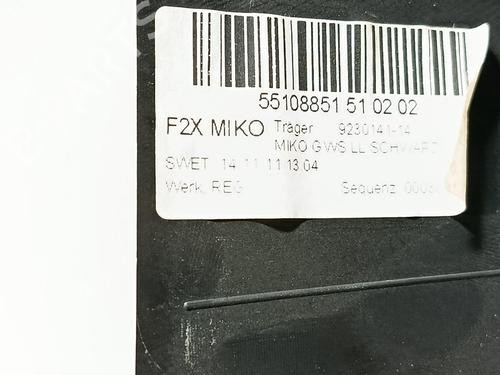 55108851 51 02 02
F2X MIKO Träger 9230141-14
MIKO GWS LL SCHWARZ
SWET 14 11 11 13:04
Werk: REG Sequenz